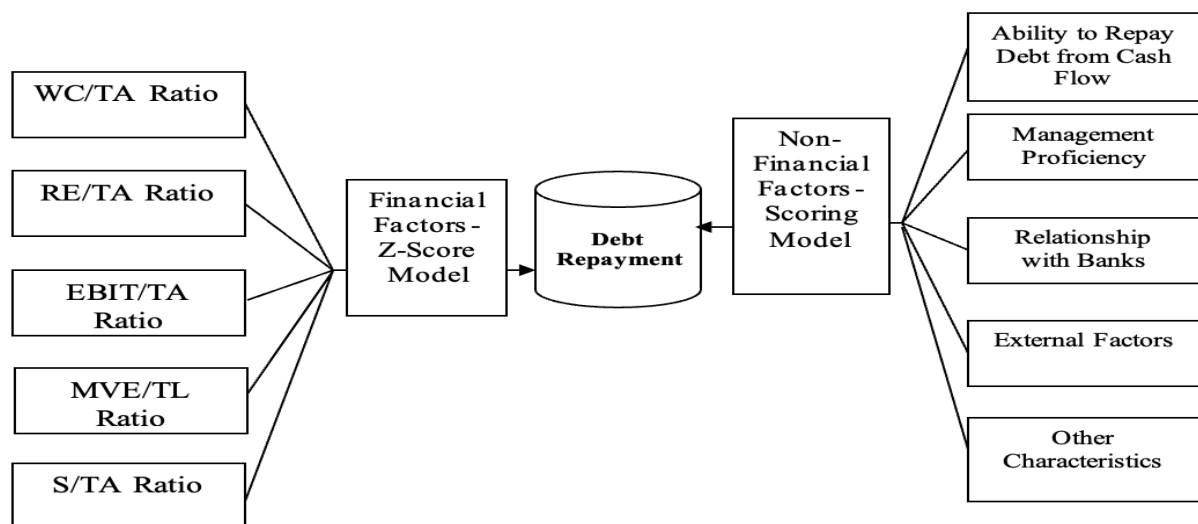 WC/TA Ratio
RE/TA Ratio
EBIT/TA
Ratio
MVE/TL
Ratio
S/TA Ratio
Financial
Factors-
Z-Score
Model
Debt
Repayment
Non-
Financial
Factors-
Scoring
Model
Ability to Repay
Debt from Cash
Flow
Management
Proficiency
Relationship
with Banks
External Factors
Other
Characteristics